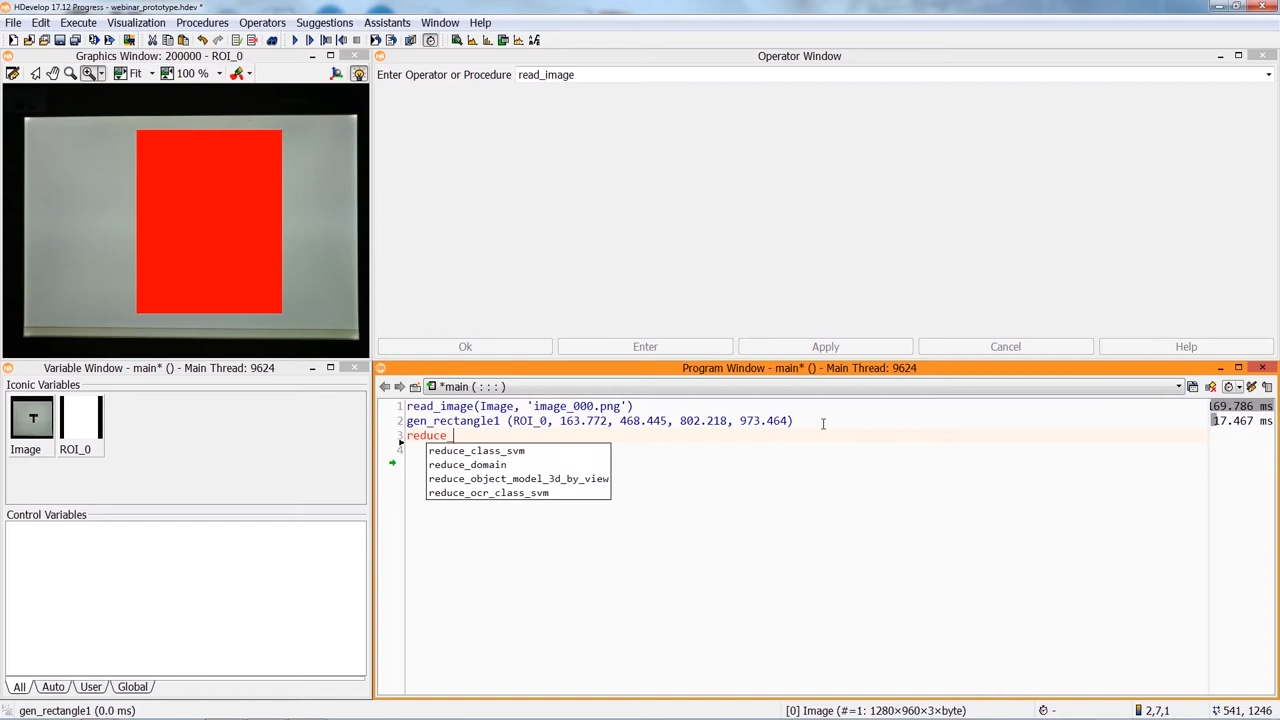 HDevelop 17.12 Progress - webinar_prototype.hdev *
File Edit Execute Visualization Procedures Operators Suggestions Assistants Window Help
Graphics Window: 200000 - ROI_0
Fit 100 %
Operator Window
Enter Operator or Procedure read_image
Ok Enter Apply Cancel Help
Variable Window - main* () - Main Thread: 9624
Iconic Variables
Image ROI_0
Control Variables
All Auto User Global
Program Window - main* () - Main Thread: 9624
*main ( : : : )
1 read_image(Image, 'image_000.png') 169.786 ms
2 gen_rectangle1 (ROI_0, 163.772, 468.445, 802.218, 973.464) 17.467 ms
3 reduce_
4
reduce_class_svm
reduce_domain
reduce_object_model_3d_by_view
reduce_ocr_class_svm
gen_rectangle1 (0.0 ms) [0] Image (#=1: 1280×960×3×byte) - 2,7,1 541, 1246